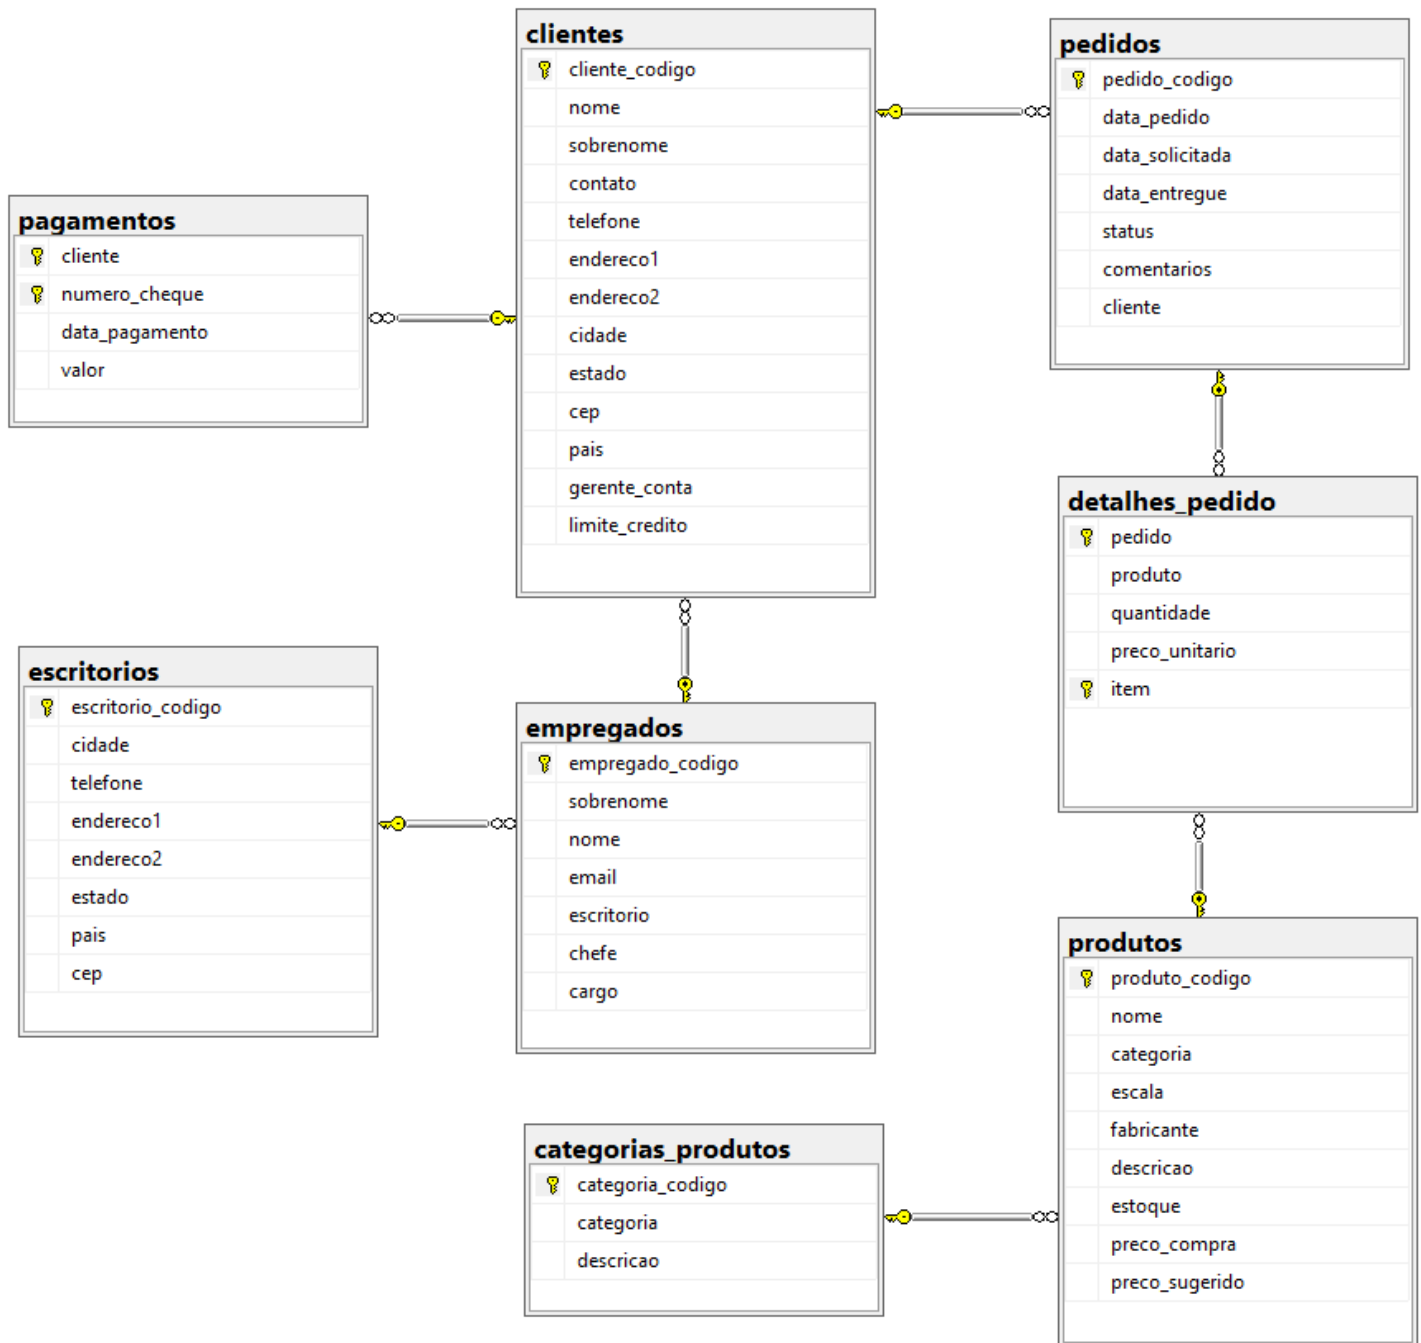 clientes
cliente_codigo
nome
sobrenome
contato
telefone
endereco1
endereco2
cidade
estado
cep
pais
gerente_conta
limite_credito
pedidos
pedido_codigo
data_pedido
data_solicitada
data_entregue
status
comentarios
cliente
pagamentos
cliente
numero_cheque
data_pagamento
valor
detalhes_pedido
pedido
produto
quantidade
preco_unitario
item
escritorios
escritorio_codigo
cidade
telefone
endereco1
endereco2
estado
pais
cep
empregados
empregado_codigo
sobrenome
nome
email
escritorio
chefe
cargo
produtos
produto_codigo
nome
categoria
escala
fabricante
descricao
estoque
preco_compra
preco_sugerido
categorias_produtos
categoria_codigo
categoria
descricao